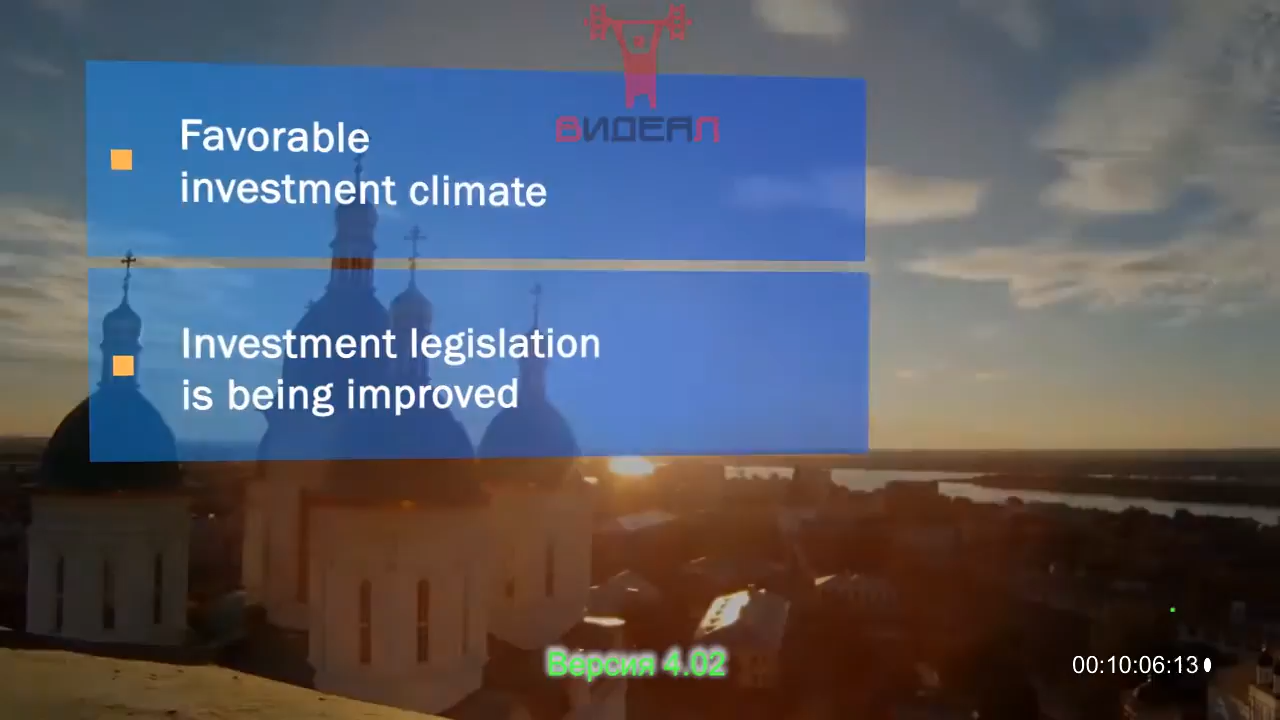 ВИДЕАЛ
Favorable
investment climate
Investment legislation
is being improved
Версия 4.02
00:10:06:13